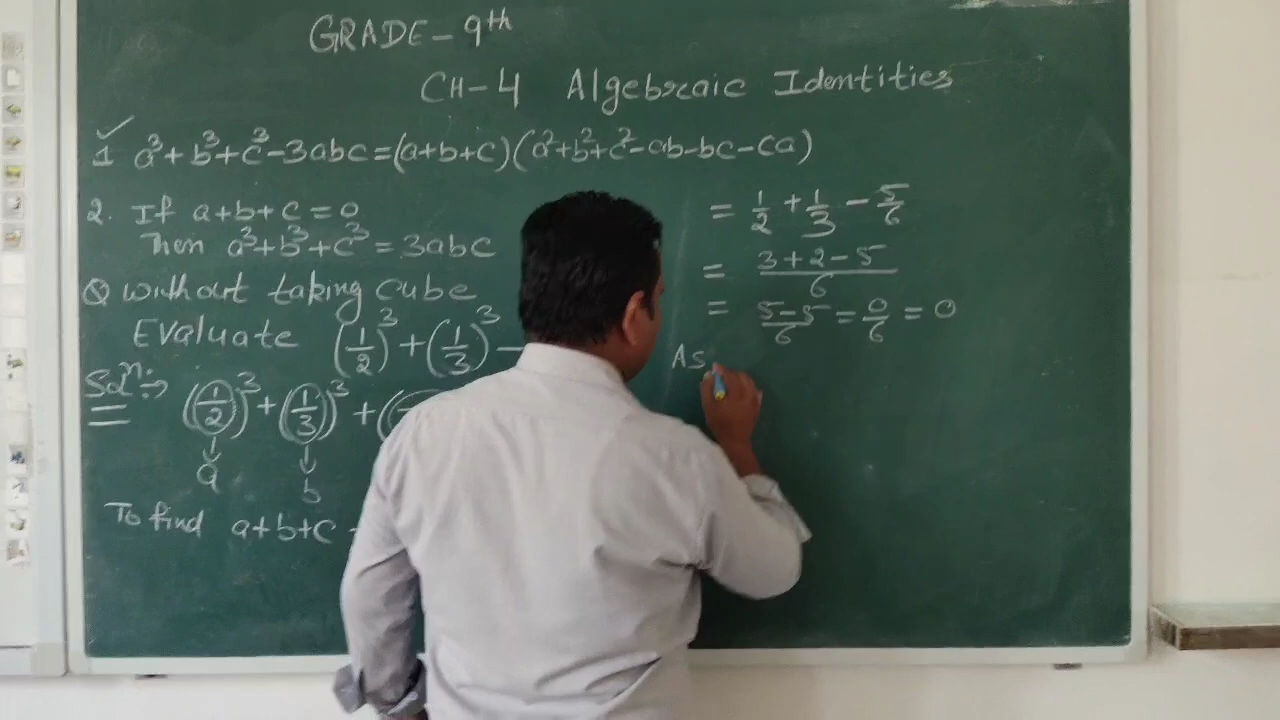 GRADE - 9th
CH-4 Algebraic Identities
1 a³ + b³ + c³ - 3abc = (a+b+c) (a² + b² + c² - ab - bc - ca)
2. If a+b+c = 0
Then a³ + b³ + c³ = 3abc
Q Without taking cube
Evaluate (1/2)³ + (1/3)³ -
Solⁿ :→ (1/2)³ + (1/3)³ + (
a b
To find a+b+c
= 1/2 + 1/3 - 5/6
= 3+2-5/6
= 5-5/6 = 0/6 = 0
As